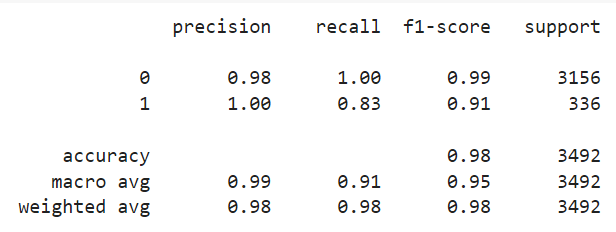 precision recall f1-score support
0 0.98 1.00 0.99 3156
1 1.00 0.83 0.91 336
accuracy 0.98 3492
macro avg 0.99 0.91 0.95 3492
weighted avg 0.98 0.98 0.98 3492